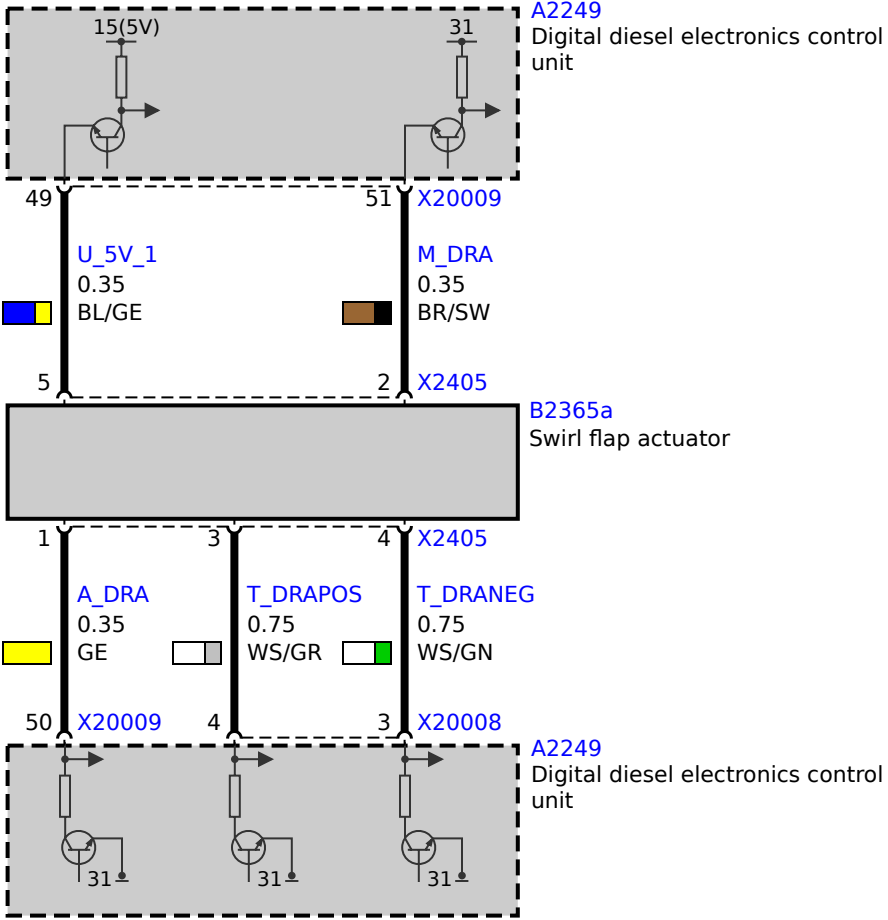 A2249
Digital diesel electronics control
unit
15(5V)
31
49
51
X20009
U_5V_1
0.35
BL/GE
M_DRA
0.35
BR/SW
5
2
X2405
B2365a
Swirl flap actuator
1
3
4
X2405
A_DRA
0.35
GE
T_DRAPOS
0.75
WS/GR
T_DRANEG
0.75
WS/GN
50
X20009
4
3
X20008
A2249
Digital diesel electronics control
unit
31
31
31